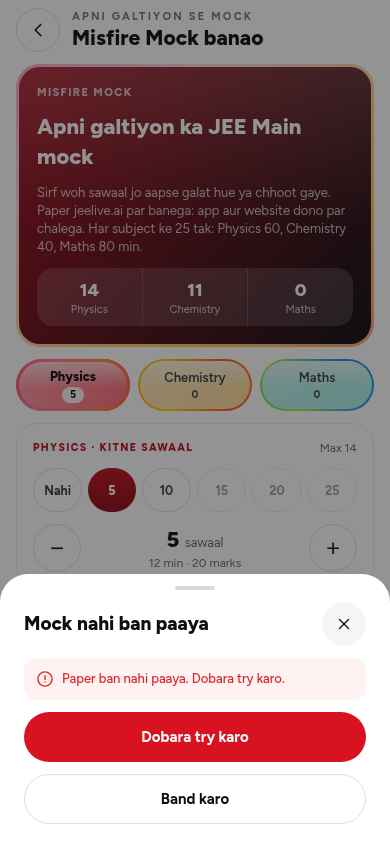 APNI GALTIYON SE MOCK
Misfire Mock banao
MISFIRE MOCK
Apni galtiyon ka JEE Main
mock
Sirf woh sawaal jo aapse galat hue ya chhoot gaye.
Paper jeelive.ai par banega: app aur website dono par
chalega. Har subject ke 25 tak: Physics 60, Chemistry
40, Maths 80 min.
14 11 0
Physics Chemistry Maths
Physics Chemistry Maths
5 0 0
PHYSICS · KITNE SAWAAL Max 14
Nahi 5 10 15 20 25
− 5 sawaal +
12 min · 20 marks
Mock nahi ban paaya
Paper ban nahi paaya. Dobara try karo.
Dobara try karo
Band karo